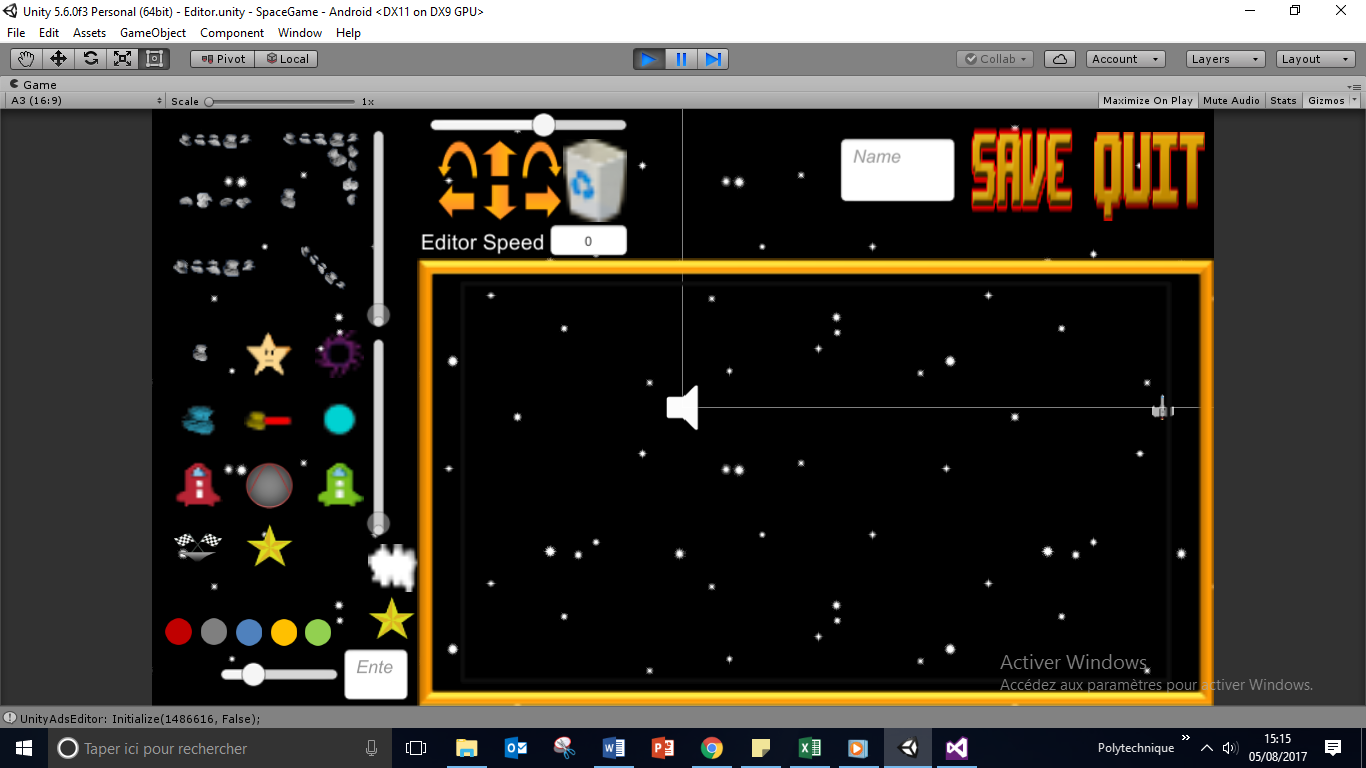 Unity 5.6.0f3 Personal (64bit) - Editor.unity - SpaceGame - Android <DX11 on DX9 GPU>
File Edit Assets GameObject Component Window Help
Pivot Local Collab Account Layers Layout
Game
A3 (16:9) Scale 1x Maximize On Play Mute Audio Stats Gizmos
Name SAVE QUIT
Editor Speed 0
Ente
Activer Windows
Accédez aux paramètres pour activer Windows.
UnityAdsEditor: Initialize(1486616, False);
Taper ici pour rechercher
Polytechnique
15:15
05/08/2017